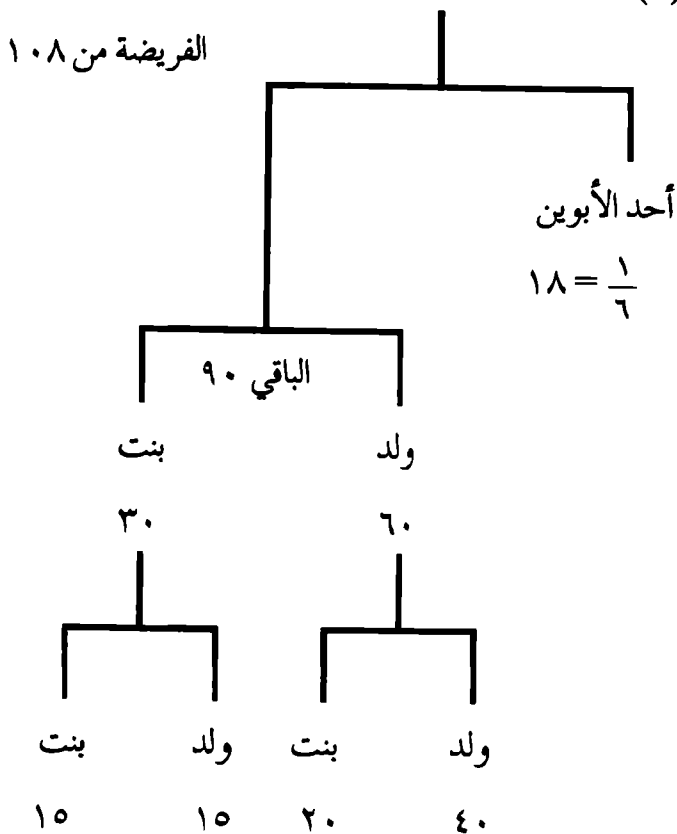 الفريضة من ١٠٨
أحد الأبوين
١/٦ = ١٨
الباقي ٩٠
ولد بنت
٦٠ ٣٠
ولد بنت ولد بنت
٤٠ ٢٠ ١٥ ١٥